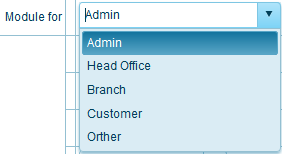 Module for Admin
Admin
Head Office
Branch
Customer
Orther